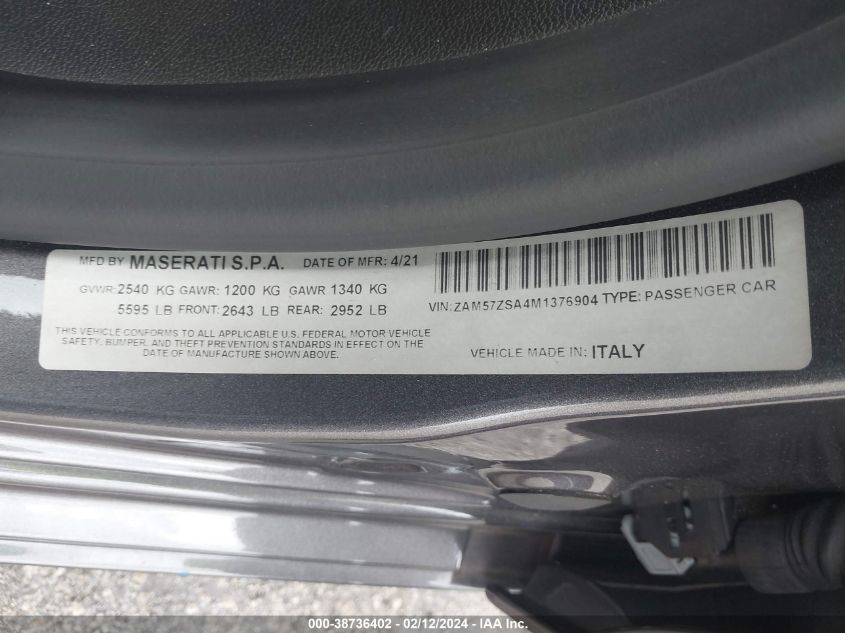 MFD BY MASERATI S.P.A. DATE OF MFR: 4/21
GVWR: 2540 KG GAWR: 1200 KG GAWR 1340 KG
5595 LB FRONT: 2643 LB REAR: 2952 LB
THIS VEHICLE CONFORMS TO ALL APPLICABLE U.S. FEDERAL MOTOR VEHICLE
SAFETY, BUMPER, AND THEFT PREVENTION STANDARDS IN EFFECT ON THE
DATE OF MANUFACTURE SHOWN ABOVE.
VIN: ZAM57ZSA4M1376904 TYPE: PASSENGER CAR
VEHICLE MADE IN: ITALY
000-38736402 - 02/12/2024 - IAA Inc.